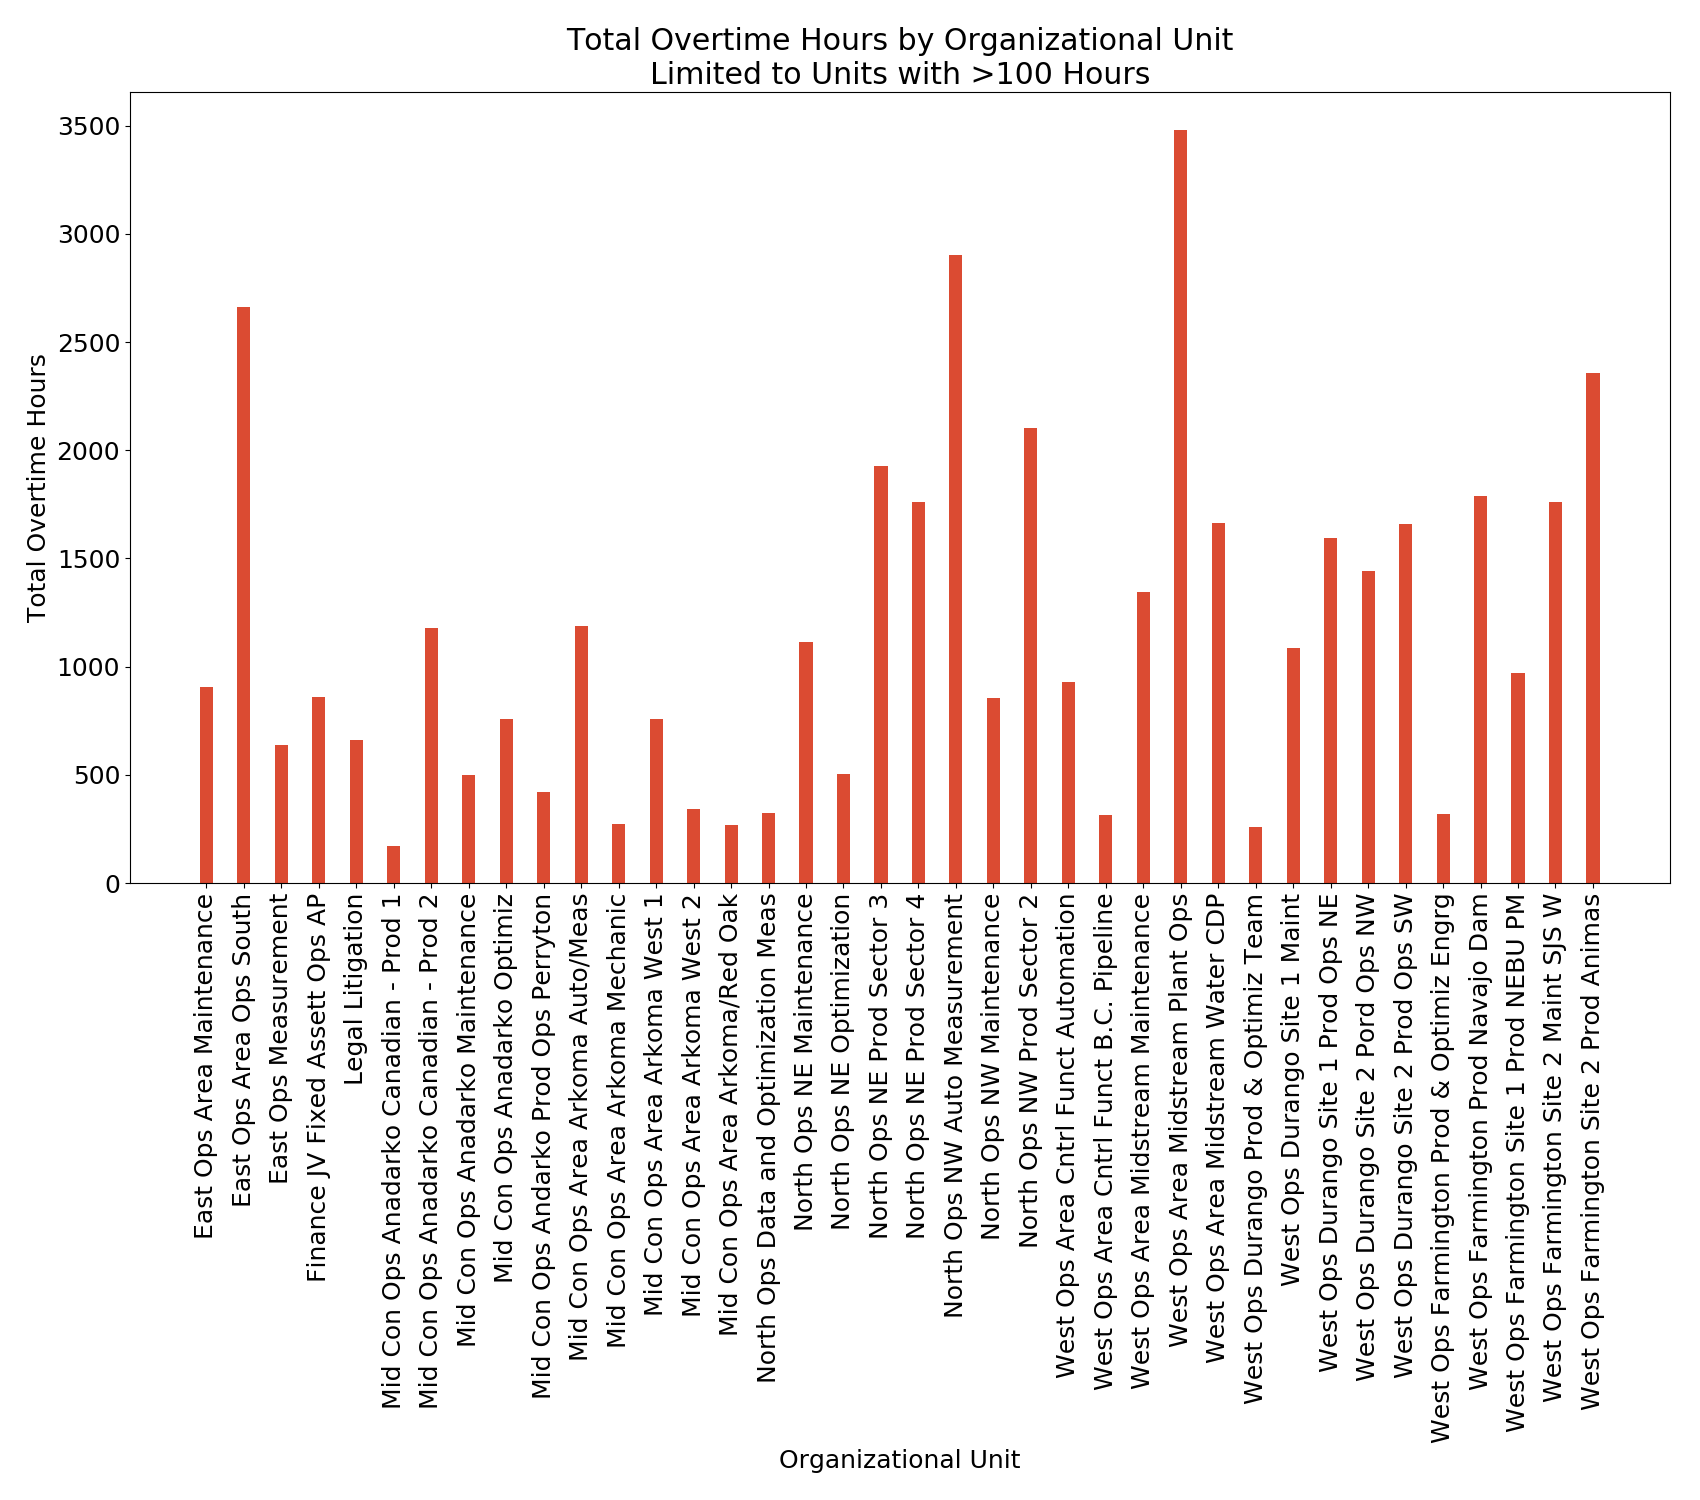 Total Overtime Hours by Organizational Unit
Limited to Units with >100 Hours
Total Overtime Hours
3500
3000
2500
2000
1500
1000
500
0
East Ops Area Maintenance
East Ops Area Ops South
East Ops Measurement
Finance JV Fixed Assett Ops AP
Legal Litigation
Mid Con Ops Anadarko Canadian - Prod 1
Mid Con Ops Anadarko Canadian - Prod 2
Mid Con Ops Anadarko Maintenance
Mid Con Ops Anadarko Optimiz
Mid Con Ops Andarko Prod Ops Perryton
Mid Con Ops Area Arkoma Auto/Meas
Mid Con Ops Area Arkoma Mechanic
Mid Con Ops Area Arkoma West 1
Mid Con Ops Area Arkoma West 2
Mid Con Ops Area Arkoma/Red Oak
North Ops Data and Optimization Meas
North Ops NE Maintenance
North Ops NE Optimization
North Ops NE Prod Sector 3
North Ops NE Prod Sector 4
North Ops NW Auto Measurement
North Ops NW Maintenance
North Ops NW Prod Sector 2
West Ops Area Cntrl Funct Automation
West Ops Area Cntrl Funct B.C. Pipeline
West Ops Area Midstream Maintenance
West Ops Area Midstream Plant Ops
West Ops Area Midstream Water CDP
West Ops Durango Prod & Optimiz Team
West Ops Durango Site 1 Maint
West Ops Durango Site 1 Prod Ops NE
West Ops Durango Site 2 Pord Ops NW
West Ops Durango Site 2 Prod Ops SW
West Ops Farmington Prod & Optimiz Engrg
West Ops Farmington Prod Navajo Dam
West Ops Farmington Site 1 Prod NEBU PM
West Ops Farmington Site 2 Maint SJS W
West Ops Farmington Site 2 Prod Animas
Organizational Unit